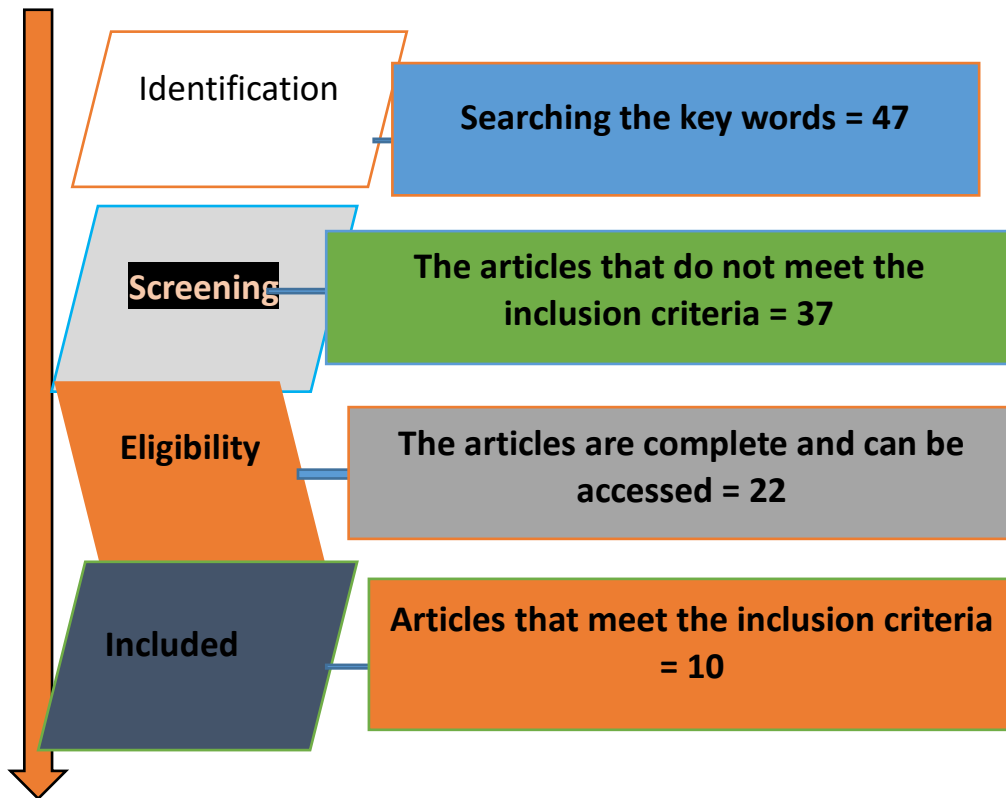 Identification
Searching the key words = 47
Screening
The articles that do not meet the
inclusion criteria = 37
Eligibility
The articles are complete and can be
accessed = 22
Included
Articles that meet the inclusion criteria
= 10